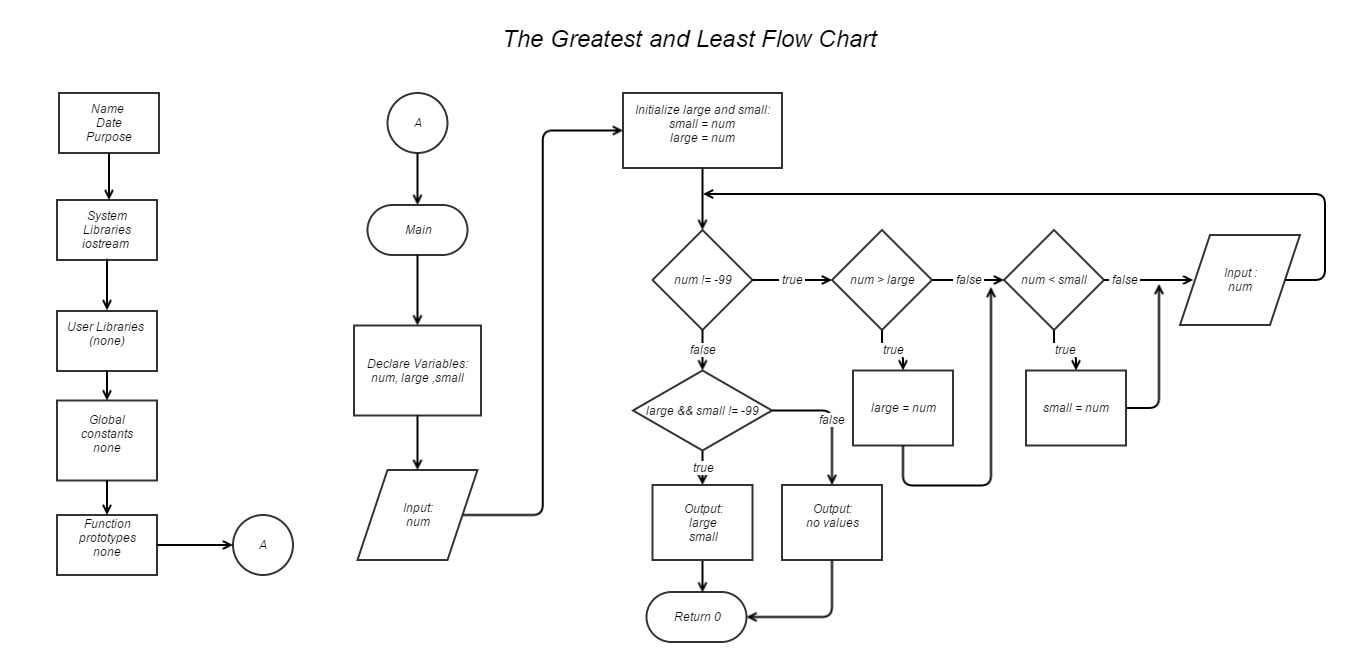 The Greatest and Least Flow Chart
Name
Date
Purpose
System
Libraries
iostream
User Libraries
(none)
Global
constants
none
Function
prototypes
none
A
A
Main
Declare Variables:
num, large ,small
Input:
num
Initialize large and small:
small = num
large = num
num != -99
true
num > large
false
num < small
false
Input :
num
false
true
true
large && small != -99
false
large = num
small = num
true
Output:
large
small
Output:
no values
Return 0